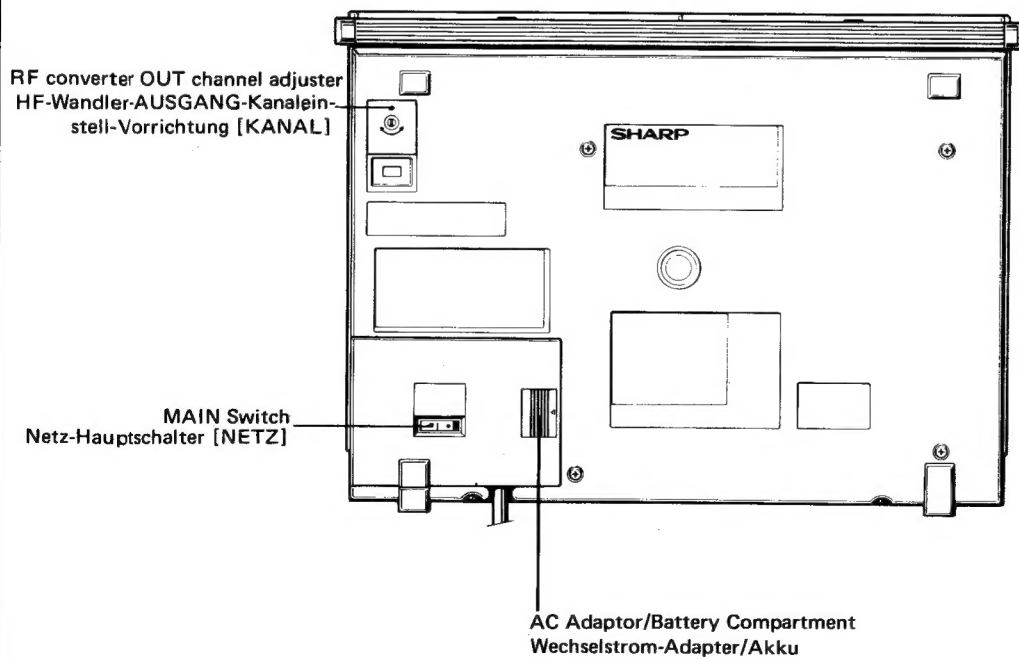 RF converter OUT channel adjuster
HF-Wandler-AUSGANG-Kanalein-
stell-Vorrichtung [KANAL]
SHARP
MAIN Switch
Netz-Hauptschalter [NETZ]
AC Adaptor/Battery Compartment
Wechselstrom-Adapter/Akku